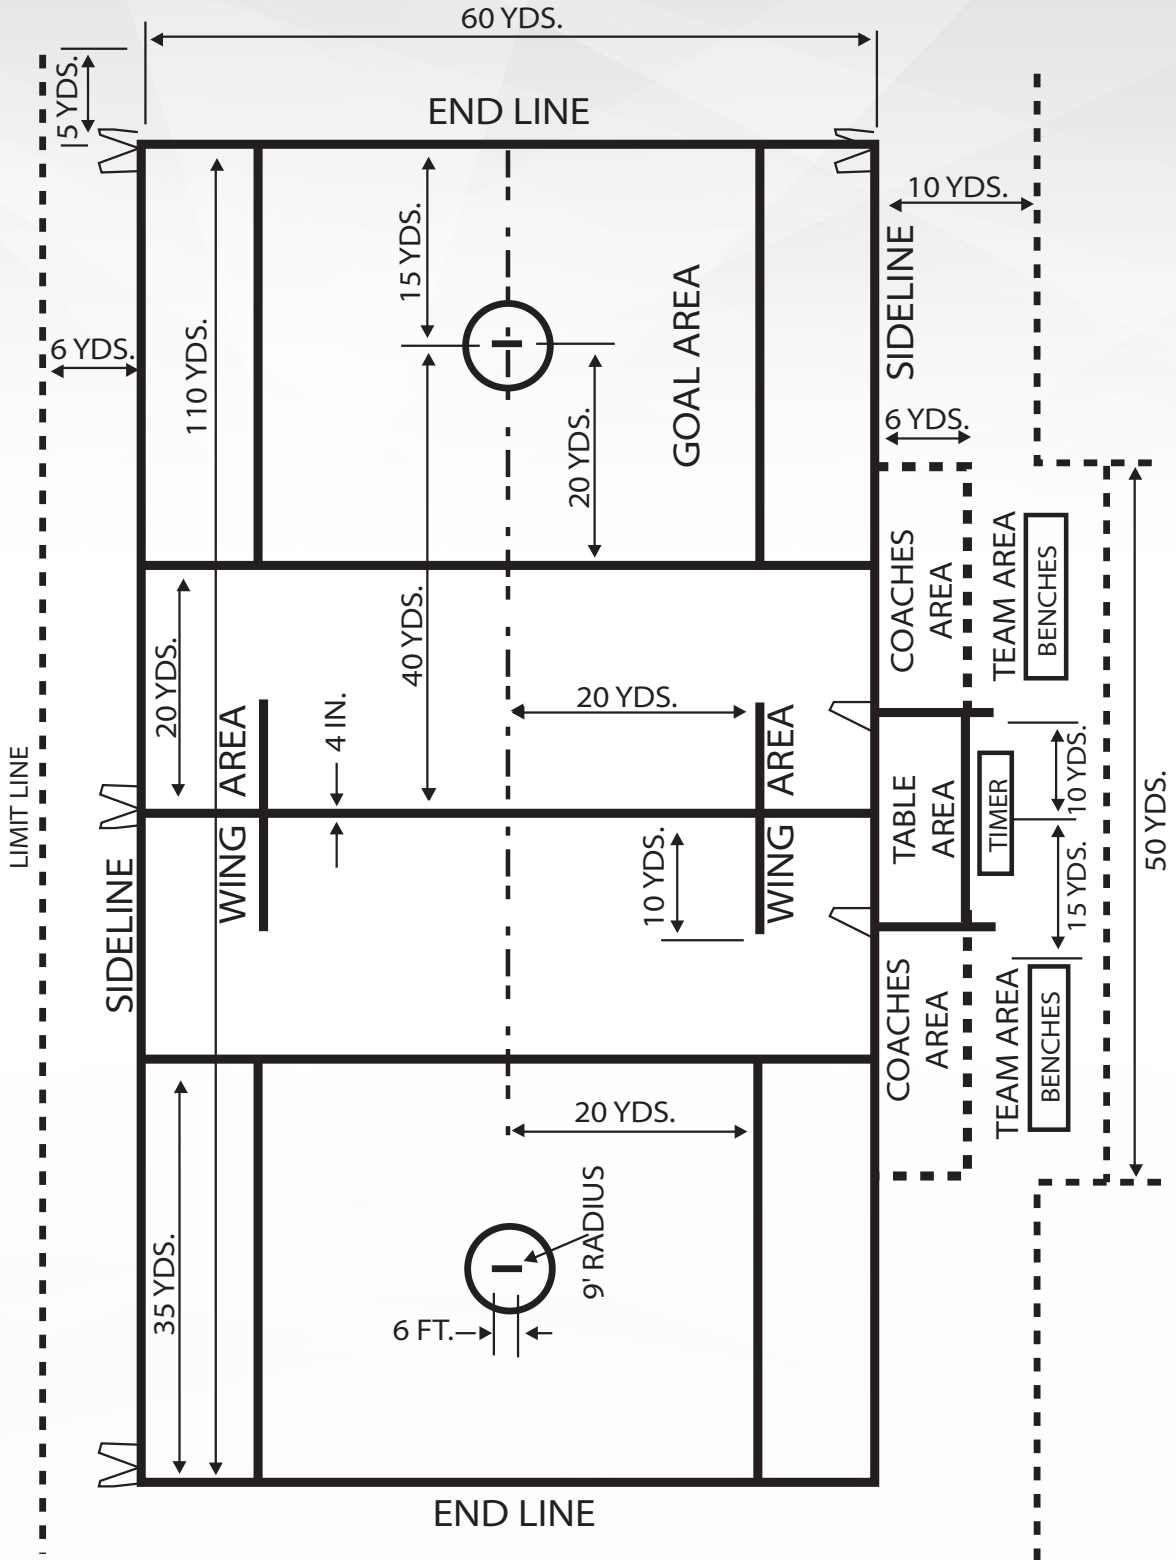 60 YDS.
5 YDS.
END LINE
10 YDS.
15 YDS.
SIDELINE
GOAL AREA
110 YDS.
6 YDS.
6 YDS.
20 YDS.
COACHES
AREA
TEAM AREA
BENCHES
40 YDS.
20 YDS.
20 YDS.
4 IN.
WING AREA
WING AREA
LIMIT LINE
TABLE
AREA
TIMER
10 YDS.
50 YDS.
10 YDS.
15 YDS.
SIDELINE
COACHES
AREA
TEAM AREA
BENCHES
20 YDS.
9' RADIUS
35 YDS.
6 FT.
END LINE